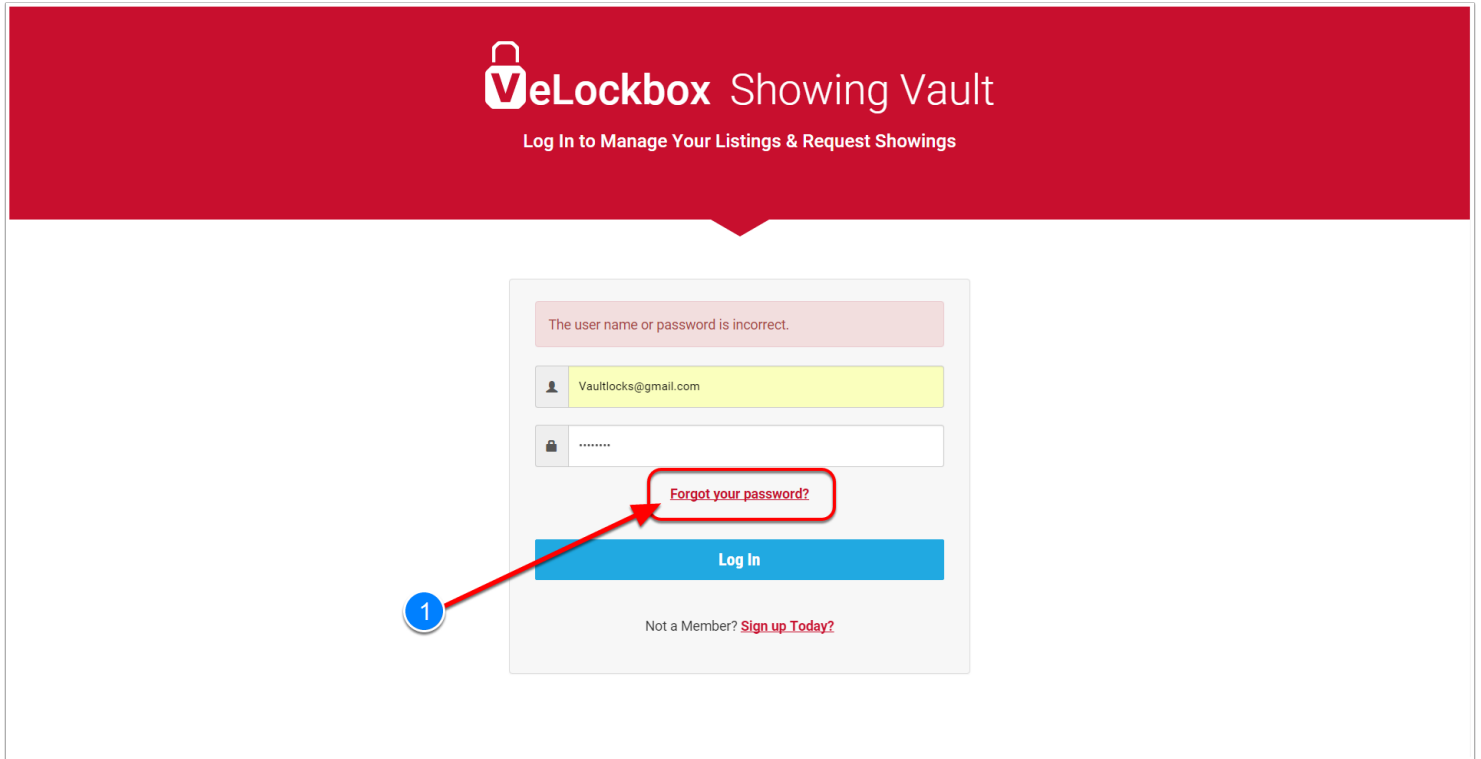 VeLockbox Showing Vault
Log In to Manage Your Listings & Request Showings
The user name or password is incorrect.
Vaultlocks@gmail.com
········
Forgot your password?
Log In
1
Not a Member? Sign up Today?